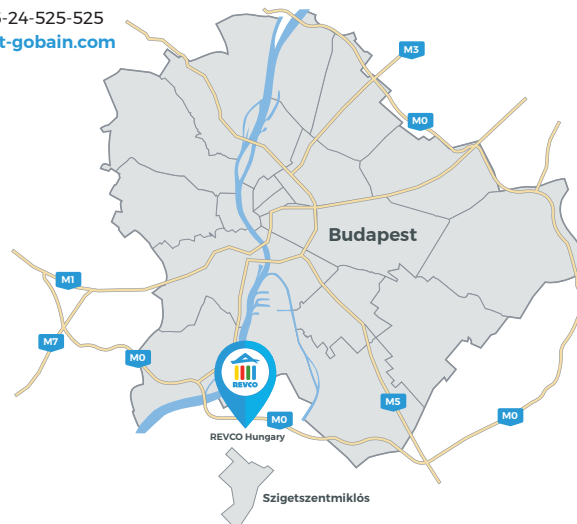 -24-525-525
t-gobain.com
M3
M0
Budapest
M1
M7
M0
REVCO
M0
M5
M0
REVCO Hungary
Szigetszentmiklós